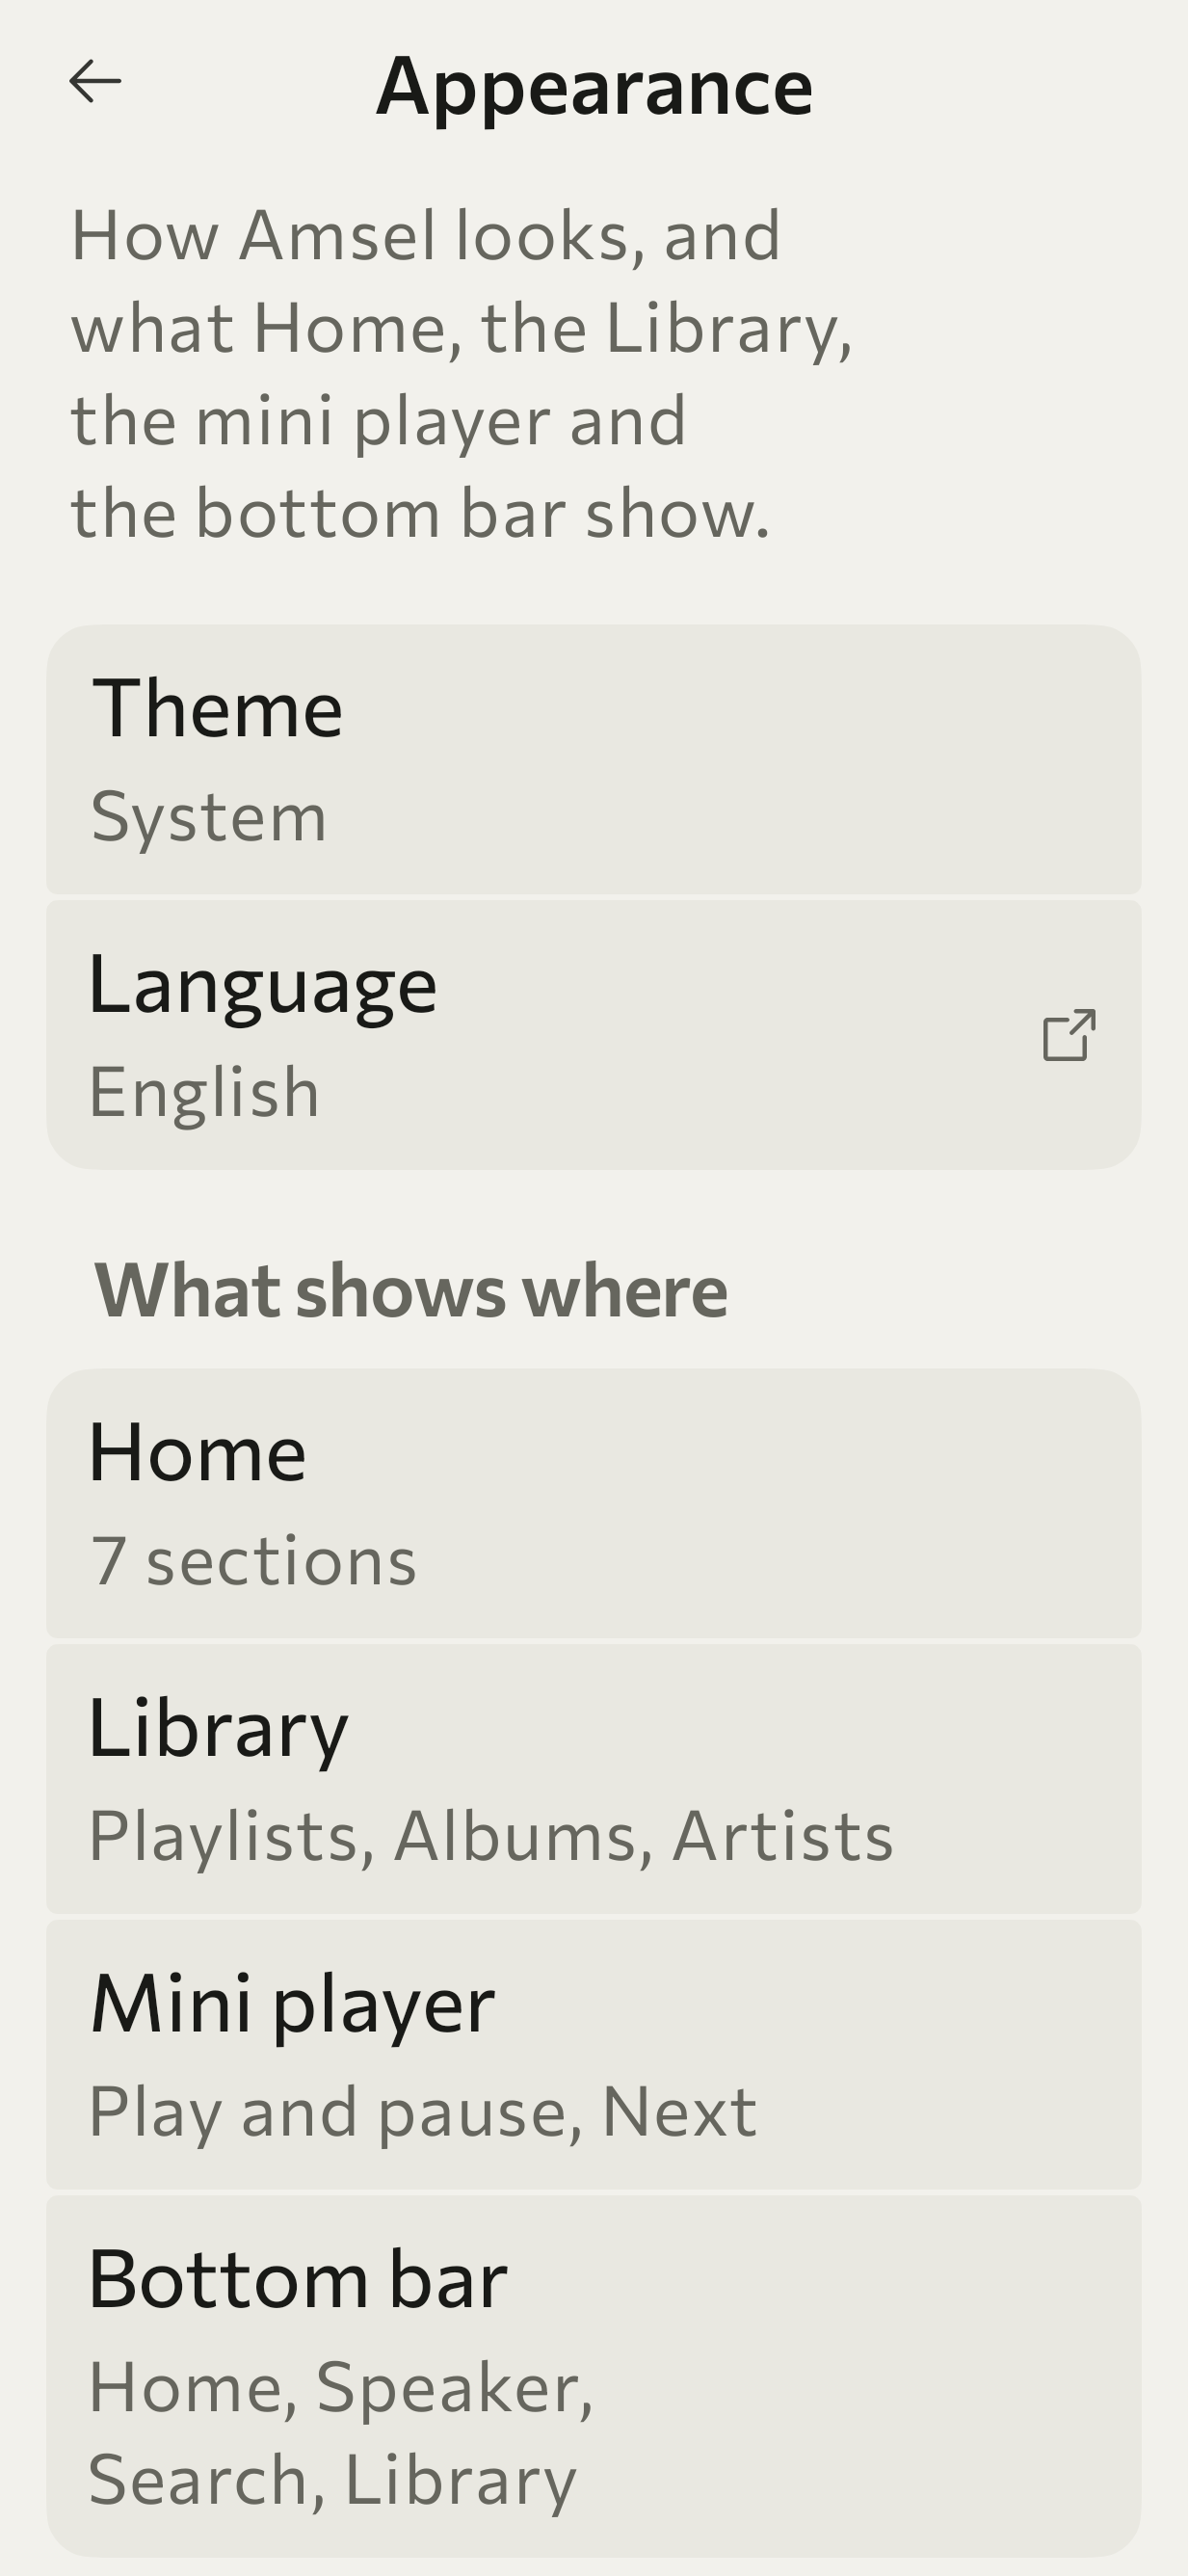 Appearance
How Amsel looks, and
what Home, the Library,
the mini player and
the bottom bar show.
Theme
System
Language
English
What shows where
Home
7 sections
Library
Playlists, Albums, Artists
Mini player
Play and pause, Next
Bottom bar
Home, Speaker,
Search, Library